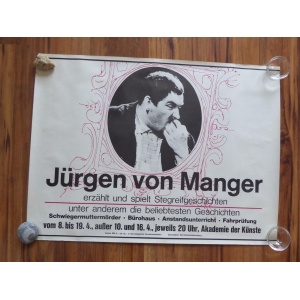 Jürgen von Manger
erzählt und spielt Stegreifgeschichten
unter anderem die beliebtesten Geschichten
Schwiegermuttermörder · Bürohaus · Anstandsunterricht · Fahrprüfung
vom 8. bis 19. 4., außer 10. und 16. 4., jeweils 20 Uhr, Akademie der Künste